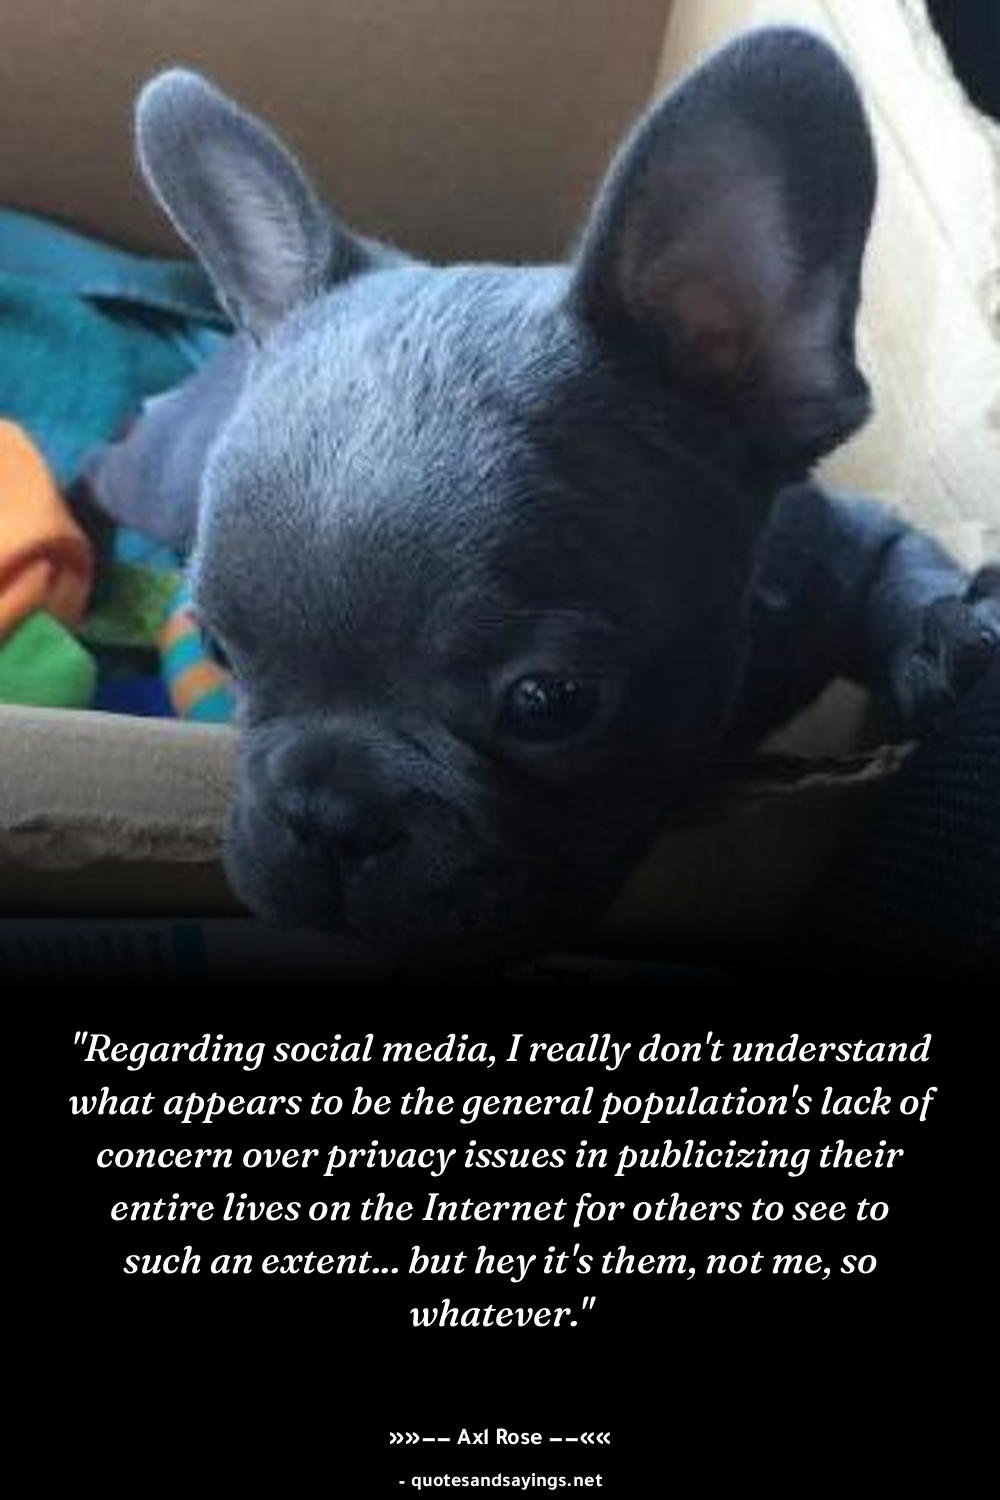 "Regarding social media, I really don't understand
what appears to be the general population's lack of
concern over privacy issues in publicizing their
entire lives on the Internet for others to see to
such an extent... but hey it's them, not me, so
whatever."
»»−− Axl Rose −−««
- quotesandsayings.net